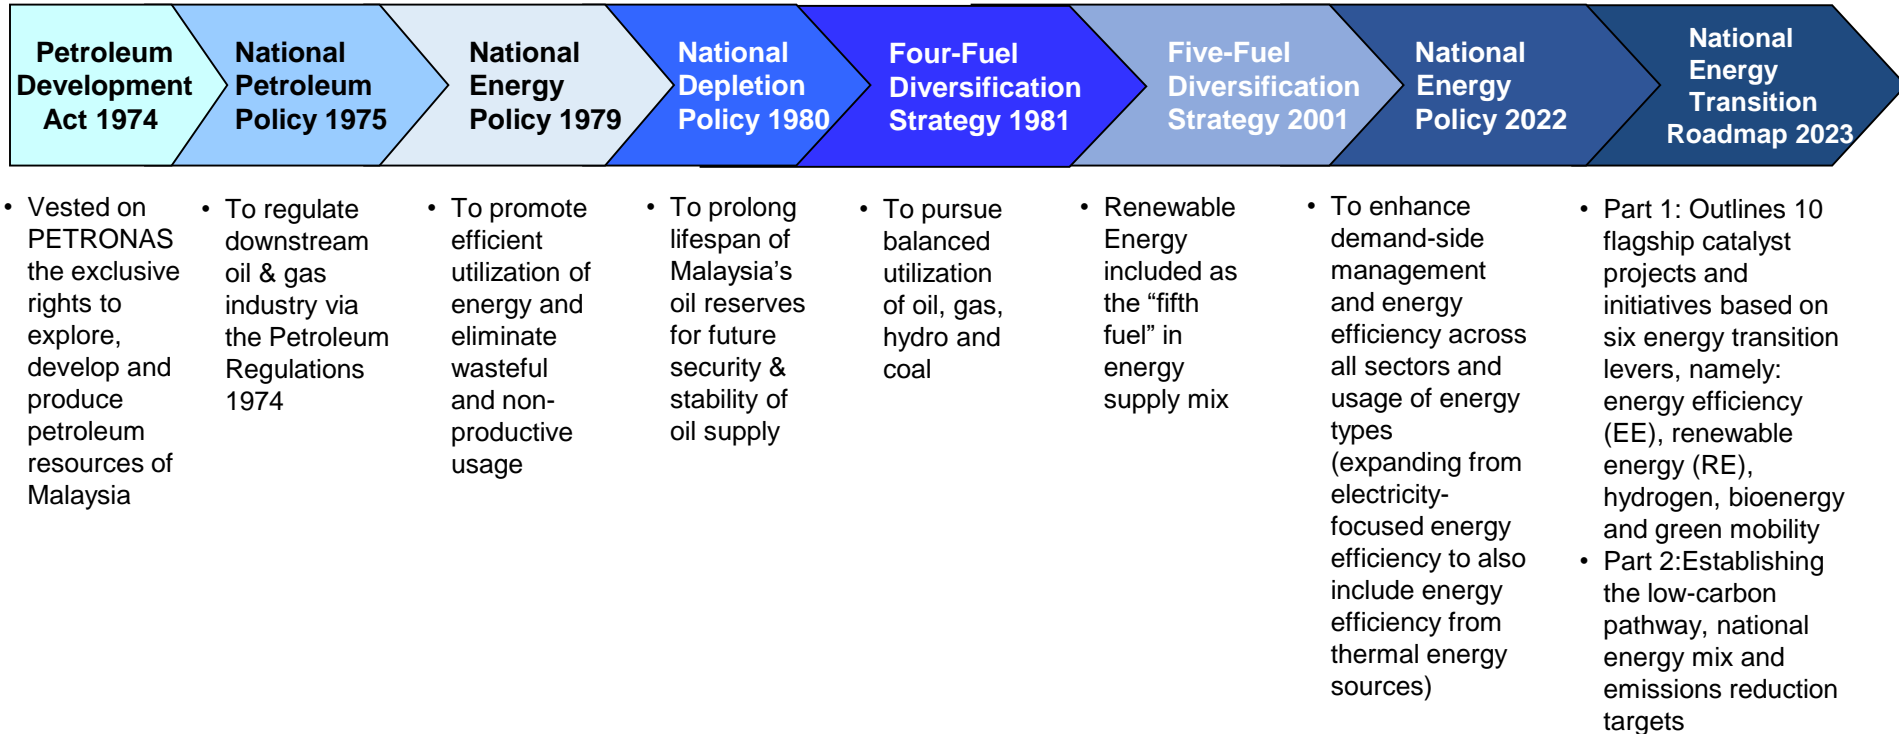 Petroleum
Development
Act 1974
National
Petroleum
Policy 1975
National
Energy
Policy 1979
National
Depletion
Policy 1980
Four-Fuel
Diversification
Strategy 1981
Five-Fuel
Diversification
Strategy 2001
National
Energy
Policy 2022
National
Energy
Transition
Roadmap 2023
• Vested on
PETRONAS
the exclusive
rights to
explore,
develop and
produce
petroleum
resources of
Malaysia
• To regulate
downstream
oil & gas
industry via
the Petroleum
Regulations
1974
• To promote
efficient
utilization of
energy and
eliminate
wasteful
and non-
productive
usage
• To prolong
lifespan of
Malaysia’s
oil reserves
for future
security &
stability of
oil supply
• To pursue
balanced
utilization
of oil, gas,
hydro and
coal
• Renewable
Energy
included as
the “fifth
fuel” in
energy
supply mix
• To enhance
demand-side
management
and energy
efficiency across
all sectors and
usage of energy
types
(expanding from
electricity-
focused energy
efficiency to also
include energy
efficiency from
thermal energy
sources)
• Part 1: Outlines 10
flagship catalyst
projects and
initiatives based on
six energy transition
levers, namely:
energy efficiency
(EE), renewable
energy (RE),
hydrogen, bioenergy
and green mobility
• Part 2:Establishing
the low-carbon
pathway, national
energy mix and
emissions reduction
targets